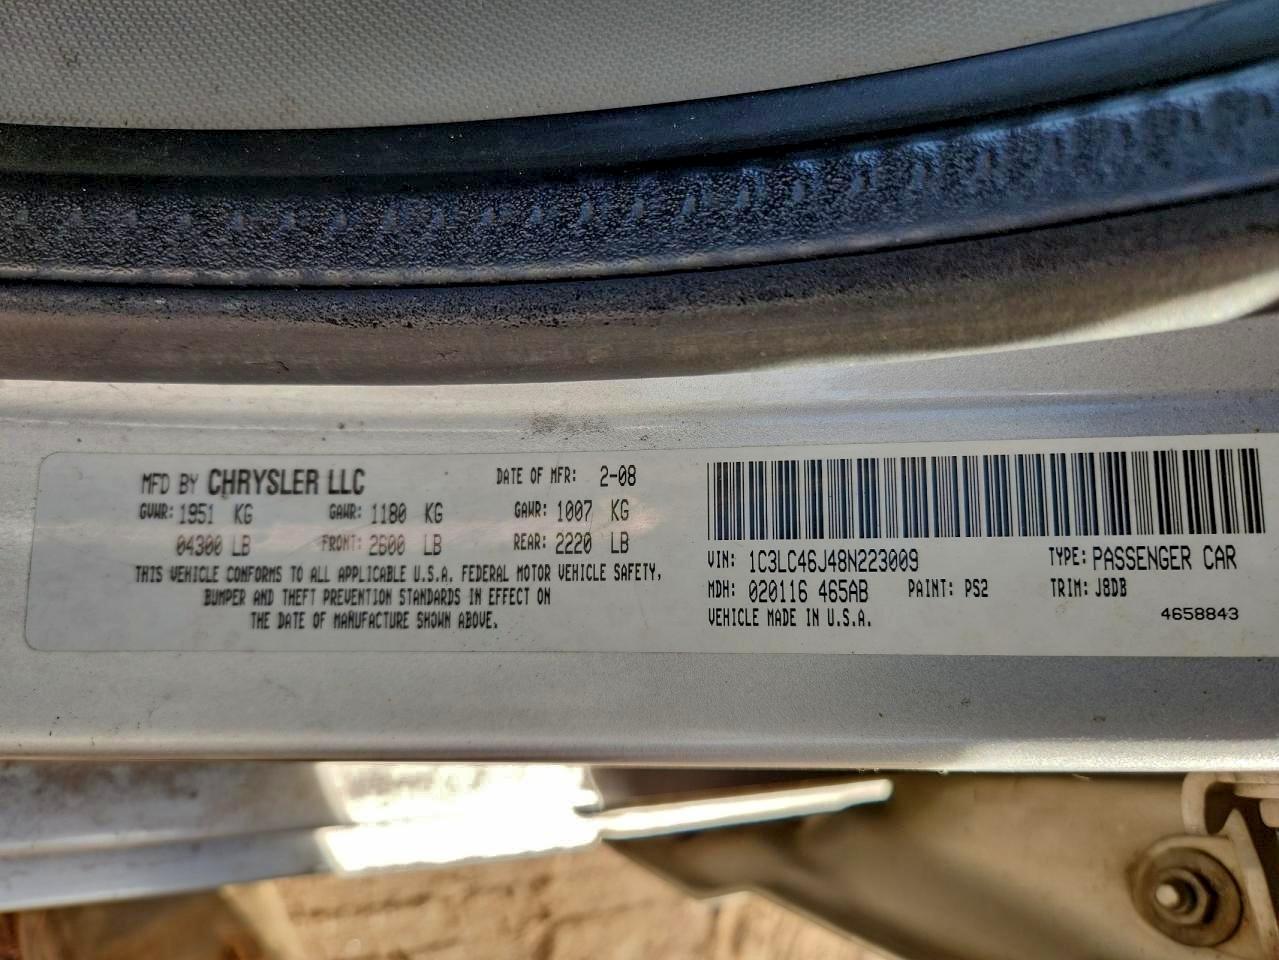 MFD BY CHRYSLER LLC DATE OF MFR: 2-08
GVWR: 1951 KG GAWR: 1180 KG GAWR: 1007 KG
04300 LB FRONT: 2600 LB REAR: 2220 LB
THIS VEHICLE CONFORMS TO ALL APPLICABLE U.S.A. FEDERAL MOTOR VEHICLE SAFETY,
BUMPER AND THEFT PREVENTION STANDARDS IN EFFECT ON
THE DATE OF MANUFACTURE SHOWN ABOVE.
VIN: 1C3LC46J48N223009 TYPE: PASSENGER CAR
MDH: 020116 465AB PAINT: PS2 TRIM: J8DB
VEHICLE MADE IN U.S.A. 4658843